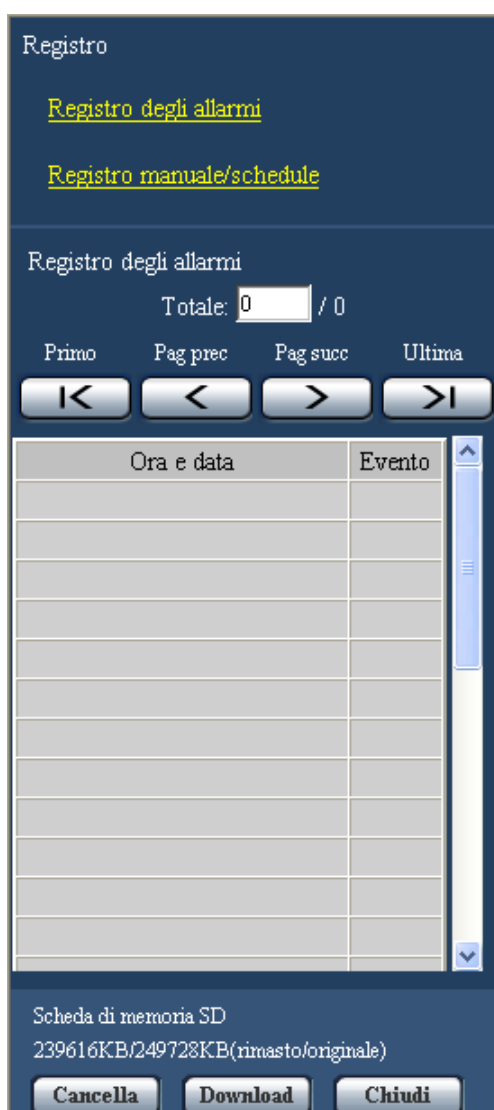 Registro
Registro degli allarmi
Registro manuale/schedule
Registro degli allarmi
Totale: 0 / 0
Primo Pag prec Pag succ Ultima
Ora e data Evento
Scheda di memoria SD
239616KB/249728KB(rimasto/originale)
Cancella Download Chiudi